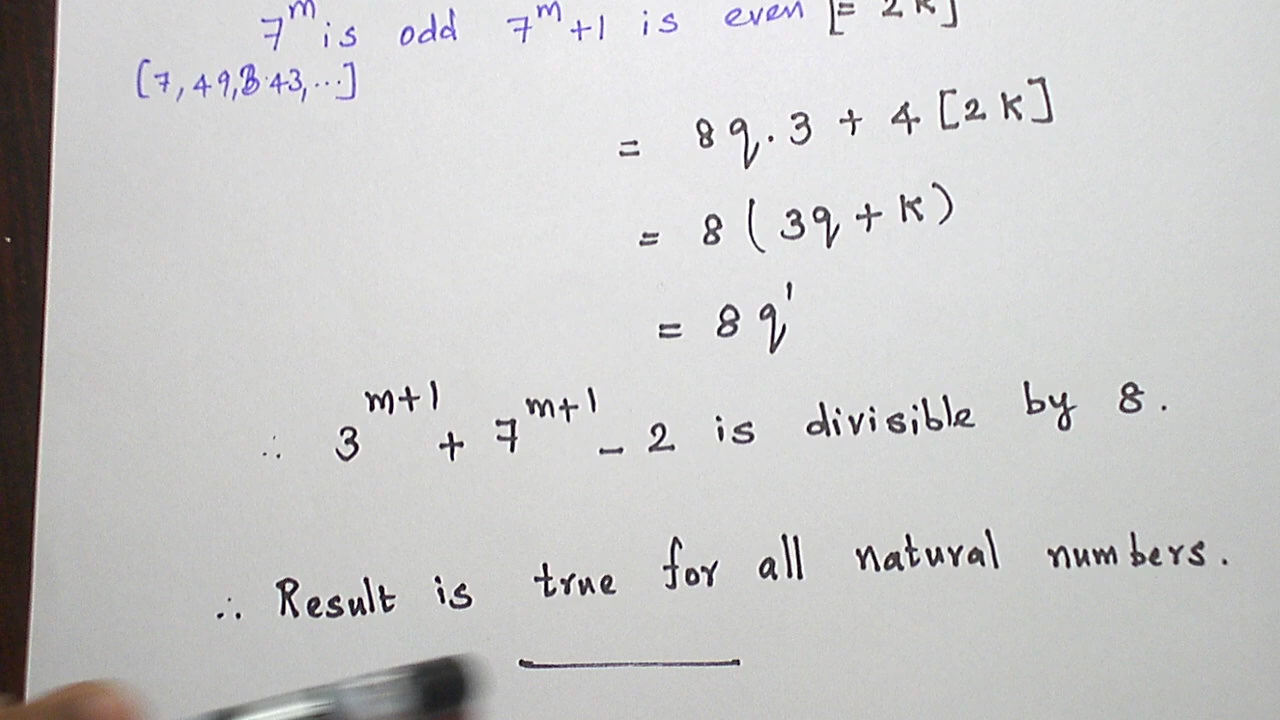 7^m is odd 7^m+1 is even [= 2K]
[7, 49, 343, ...]
= 8q.3 + 4[2K]
= 8(3q + K)
= 8q'
∴ 3^(m+1) + 7^(m+1) - 2 is divisible by 8.
∴ Result is true for all natural numbers.